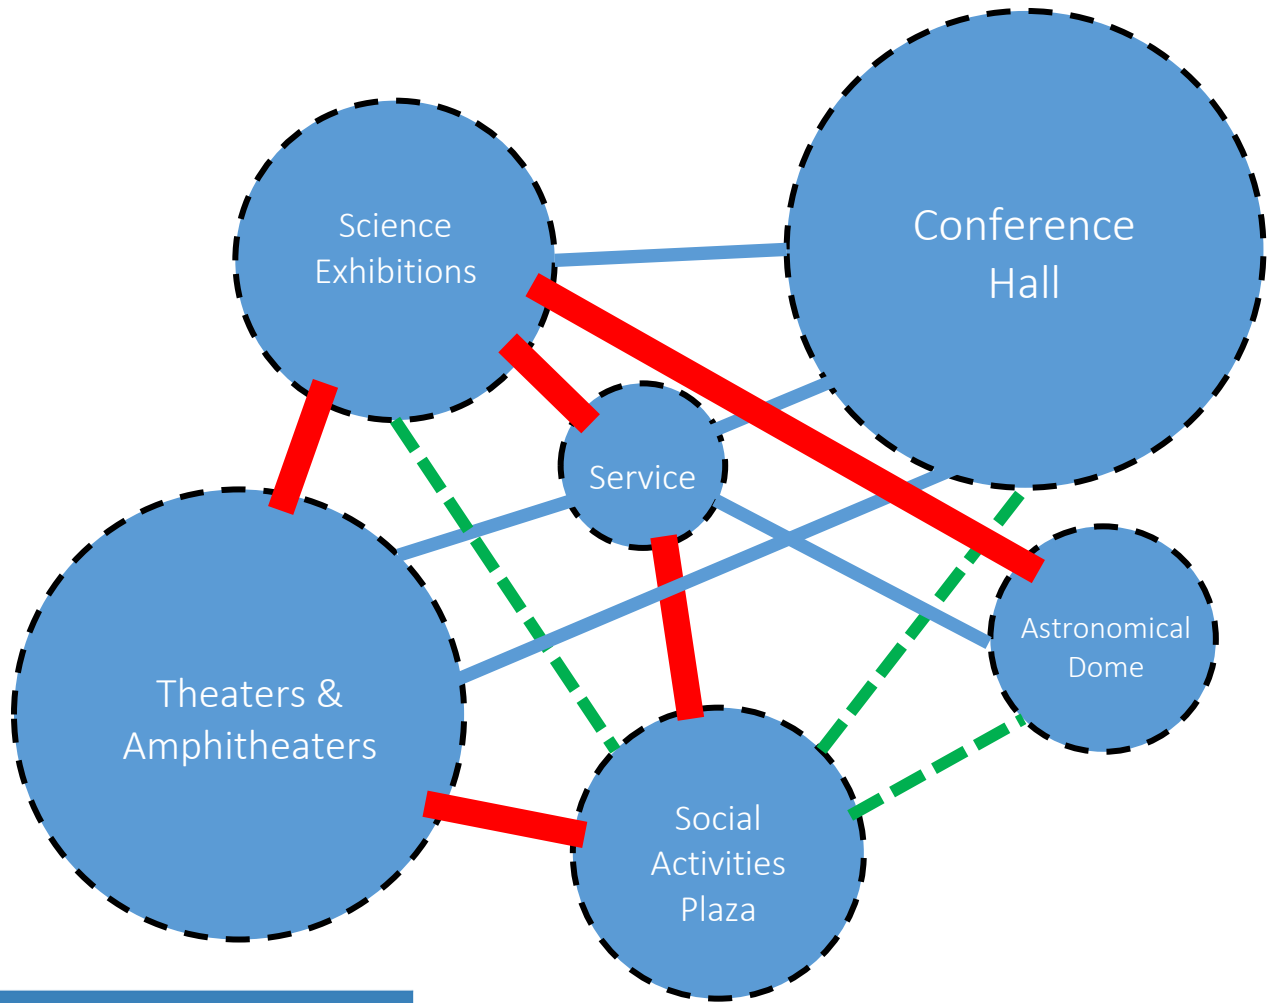 Science
Exhibitions
Conference
Hall
Service
Astronomical
Dome
Theaters &
Amphitheaters
Social
Activities
Plaza